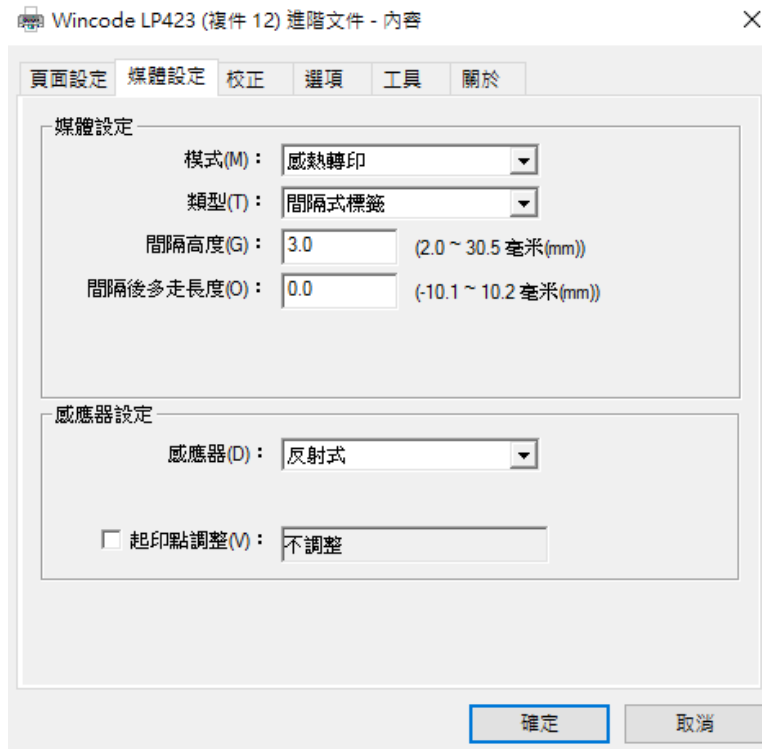 Wincode LP423 (複件 12) 進階文件 - 內容
頁面設定 媒體設定 校正 選項 工具 關於
媒體設定
模式(M)： 感熱轉印
類型(T)： 間隔式標籤
間隔高度(G)： 3.0 (2.0 ~ 30.5 毫米(mm))
間隔後多走長度(O)： 0.0 (-10.1 ~ 10.2 毫米(mm))
感應器設定
感應器(D)： 反射式
起印點調整(V)： 不調整
確定 取消